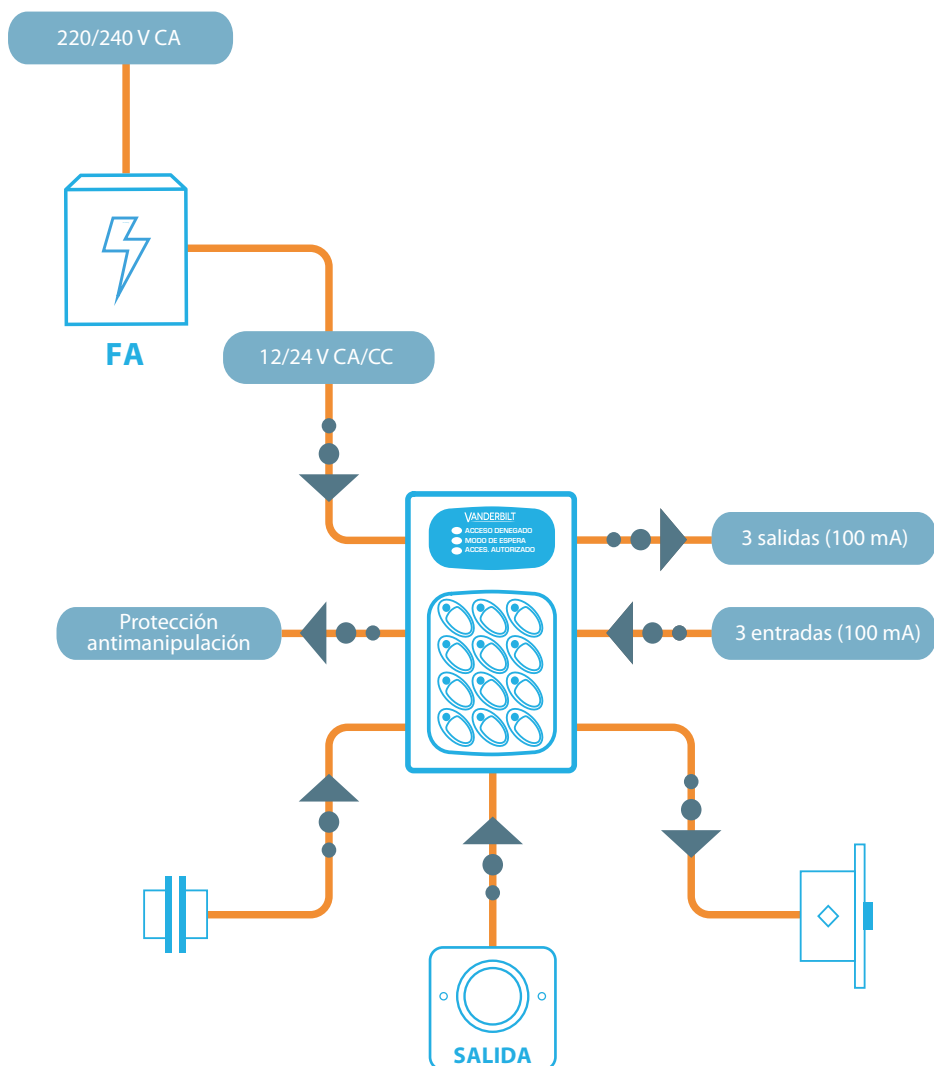 220/240 V CA
FA
12/24 V CA/CC
VANDERBILT
ACCESO DENEGADO
MODO DE ESPERA
ACCES. AUTORIZADO
3 salidas (100 mA)
Protección
antimanipulación
3 entradas (100 mA)
SALIDA